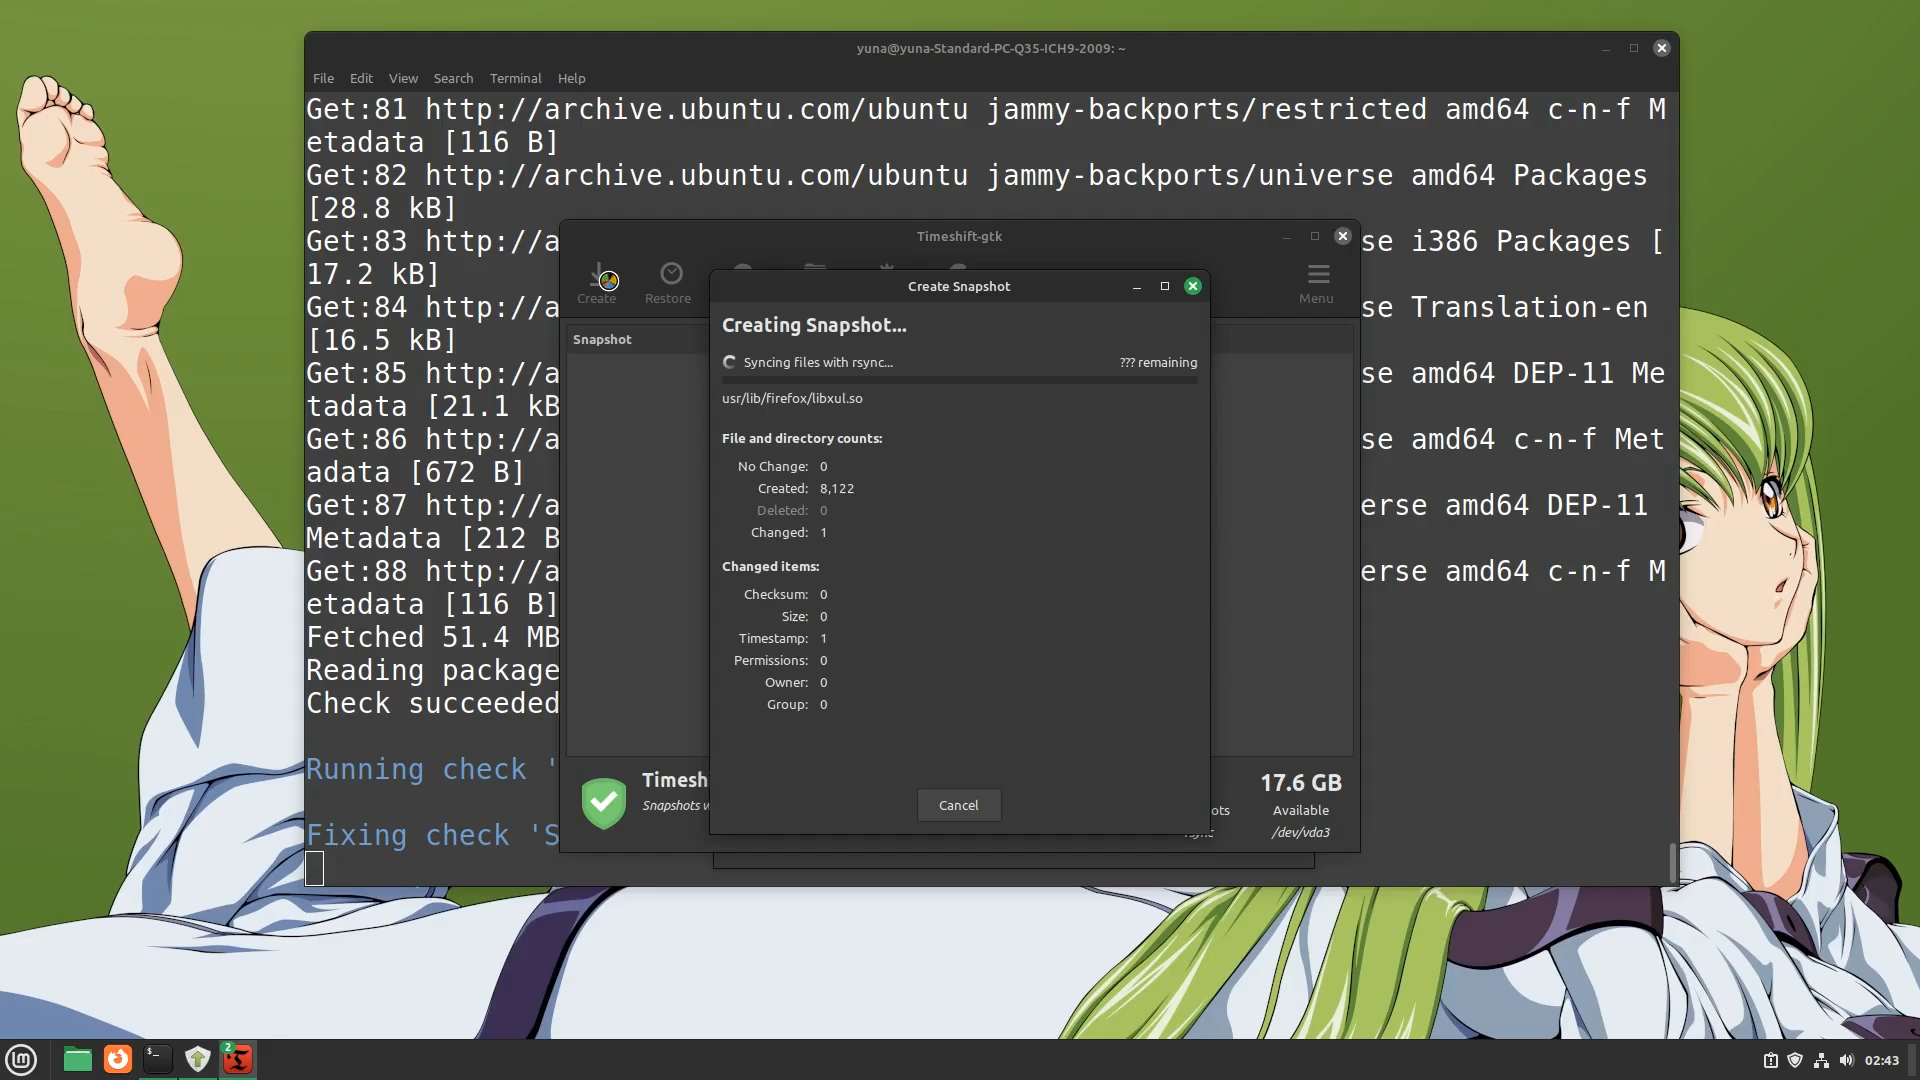 yuna@yuna-Standard-PC-Q35-ICH9-2009: ~
File Edit View Search Terminal Help
Get:81 http://archive.ubuntu.com/ubuntu jammy-backports/restricted amd64 c-n-f M
etadata [116 B]
Get:82 http://archive.ubuntu.com/ubuntu jammy-backports/universe amd64 Packages
[28.8 kB]
Get:83 http://a
se i386 Packages [
17.2 kB]
Get:84 http://a
se Translation-en
[16.5 kB]
Get:85 http://a
se amd64 DEP-11 Me
tadata [21.1 kB
Get:86 http://a
se amd64 c-n-f Met
adata [672 B]
Get:87 http://a
erse amd64 DEP-11
Metadata [212 B
Get:88 http://a
erse amd64 c-n-f M
etadata [116 B]
Fetched 51.4 MB
Reading package
Check succeeded
Running check '
Fixing check 'S
Timeshift-gtk
Create Restore Menu
Snapshot
Timesh
Snapshots w
ots
rsync
17.6 GB
Available
/dev/vda3
Create Snapshot
Creating Snapshot...
Syncing files with rsync... ??? remaining
usr/lib/firefox/libxul.so
File and directory counts:
No Change: 0
Created: 8,122
Deleted: 0
Changed: 1
Changed items:
Checksum: 0
Size: 0
Timestamp: 1
Permissions: 0
Owner: 0
Group: 0
Cancel
2
02:43